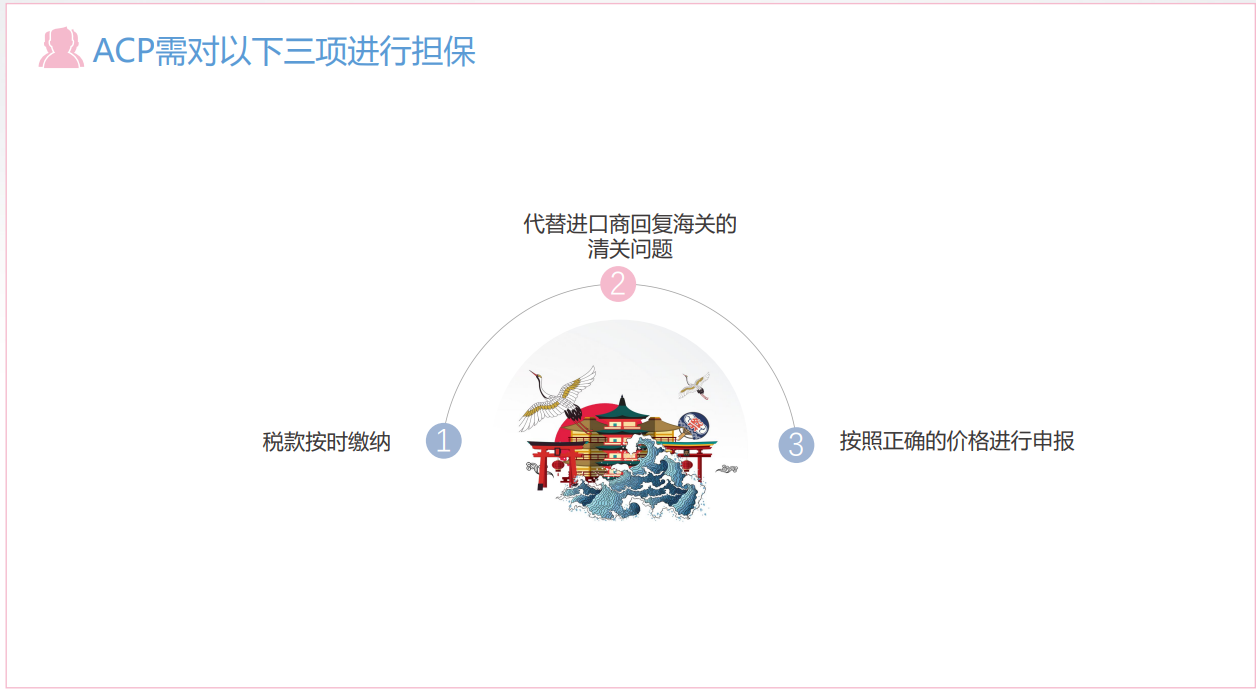 ACP需对以下三项进行担保
代替进口商回复海关的
清关问题
2
税款按时缴纳
1
3
按照正确的价格进行申报